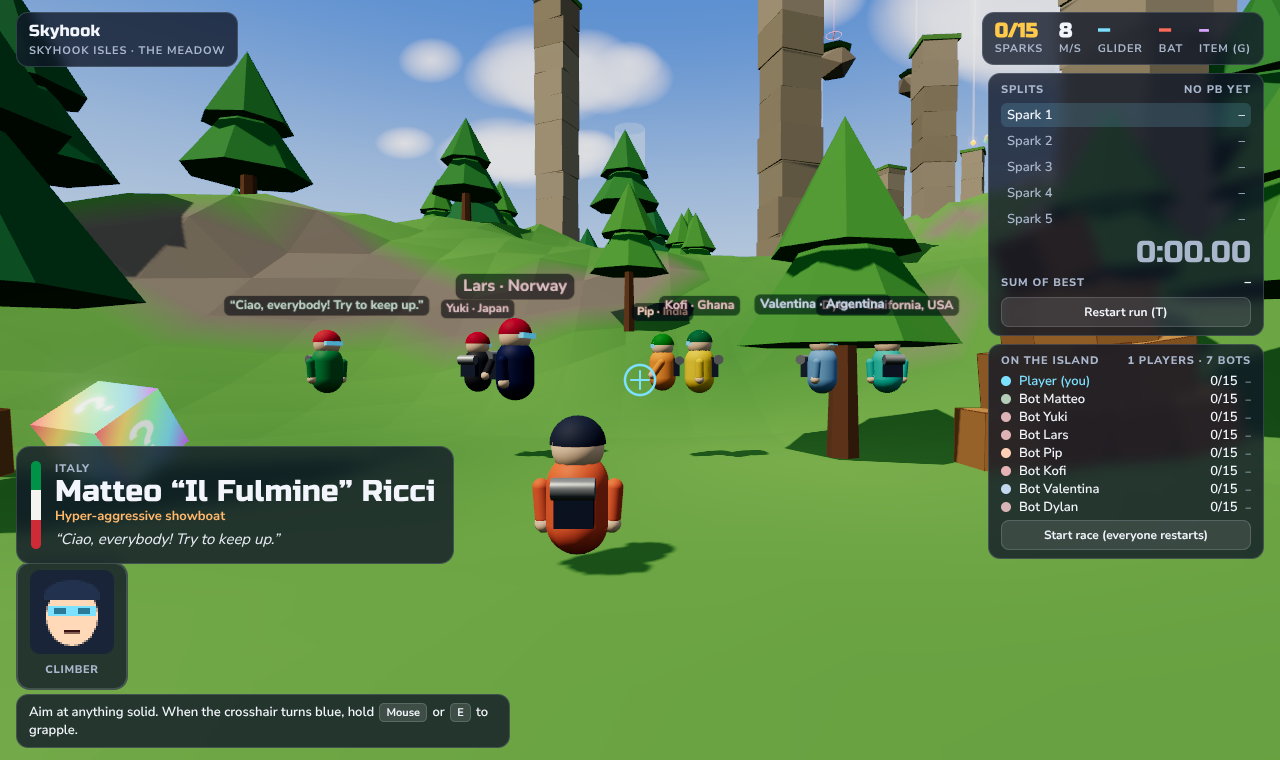 Skyhook
SKYHOOK ISLES · THE MEADOW
0/15
SPARKS
8
M/S
–
GLIDER
–
BAT
–
ITEM (G)
SPLITS
NO PB YET
Spark 1 –
Spark 2 –
Spark 3 –
Spark 4 –
Spark 5 –
0:00.00
SUM OF BEST –
Restart run (T)
ON THE ISLAND
1 PLAYERS · 7 BOTS
Player (you) 0/15 –
Bot Matteo 0/15 –
Bot Yuki 0/15 –
Bot Lars 0/15 –
Bot Pip 0/15 –
Bot Kofi 0/15 –
Bot Valentina 0/15 –
Bot Dylan 0/15 –
Start race (everyone restarts)
Lars · Norway
“Ciao, everybody! Try to keep up.”
Yuki · Japan
Pip · India
Kofi · Ghana
Valentina · Argentina
USA
ITALY
Matteo “Il Fulmine” Ricci
Hyper-aggressive showboat
“Ciao, everybody! Try to keep up.”
CLIMBER
Aim at anything solid. When the crosshair turns blue, hold Mouse or E to
grapple.